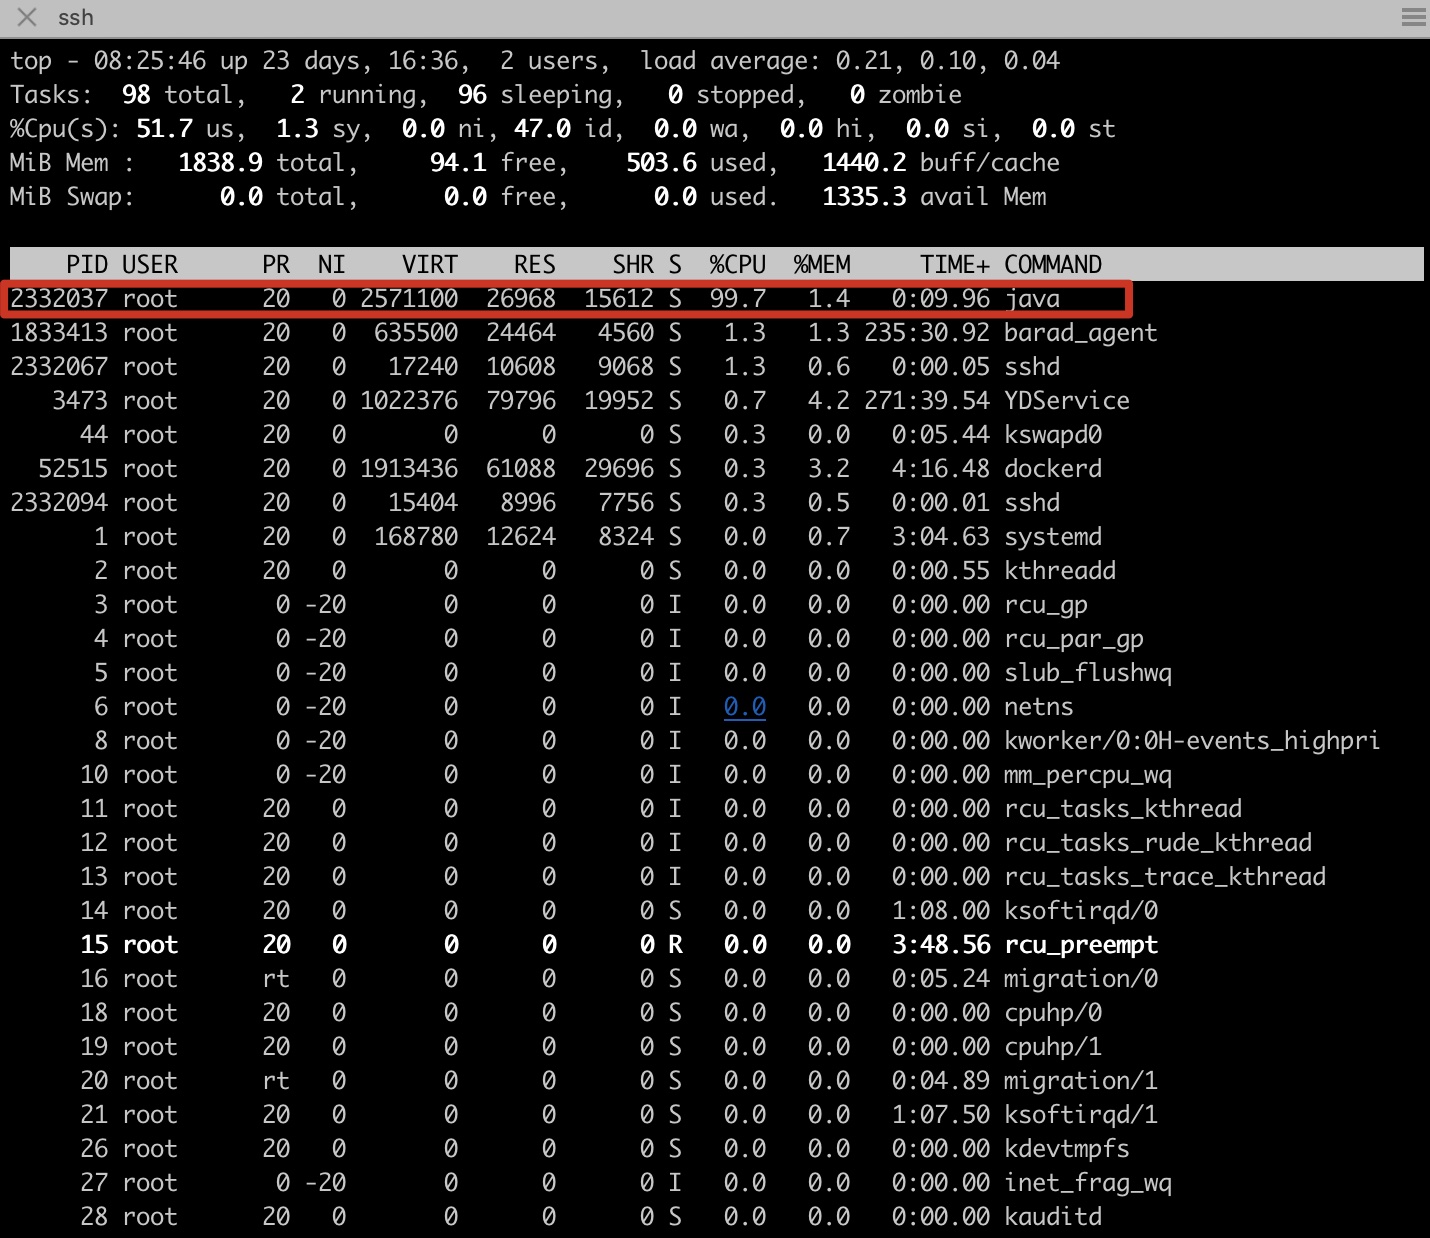 ssh
top - 08:25:46 up 23 days, 16:36,  2 users,  load average: 0.21, 0.10, 0.04
Tasks:  98 total,   2 running,  96 sleeping,   0 stopped,   0 zombie
%Cpu(s): 51.7 us,  1.3 sy,  0.0 ni, 47.0 id,  0.0 wa,  0.0 hi,  0.0 si,  0.0 st
MiB Mem :   1838.9 total,     94.1 free,    503.6 used,   1440.2 buff/cache
MiB Swap:      0.0 total,      0.0 free,      0.0 used.   1335.3 avail Mem
PID USER      PR  NI    VIRT    RES    SHR S  %CPU  %MEM     TIME+ COMMAND
2332037 root      20   0 2571100  26968  15612 S  99.7   1.4   0:09.96 java
1833413 root      20   0  635500  24464   4560 S   1.3   1.3 235:30.92 barad_agent
2332067 root      20   0   17240  10608   9068 S   1.3   0.6   0:00.05 sshd
3473 root      20   0 1022376  79796  19952 S   0.7   4.2 271:39.54 YDService
44 root      20   0       0      0      0 S   0.3   0.0   0:05.44 kswapd0
52515 root      20   0 1913436  61088  29696 S   0.3   3.2   4:16.48 dockerd
2332094 root      20   0   15404   8996   7756 S   0.3   0.5   0:00.01 sshd
1 root      20   0  168780  12624   8324 S   0.0   0.7   3:04.63 systemd
2 root      20   0       0      0      0 S   0.0   0.0   0:00.55 kthreadd
3 root       0 -20       0      0      0 I   0.0   0.0   0:00.00 rcu_gp
4 root       0 -20       0      0      0 I   0.0   0.0   0:00.00 rcu_par_gp
5 root       0 -20       0      0      0 I   0.0   0.0   0:00.00 slub_flushwq
6 root       0 -20       0      0      0 I   0.0   0.0   0:00.00 netns
8 root       0 -20       0      0      0 I   0.0   0.0   0:00.00 kworker/0:0H-events_highpri
10 root       0 -20       0      0      0 I   0.0   0.0   0:00.00 mm_percpu_wq
11 root      20   0       0      0      0 I   0.0   0.0   0:00.00 rcu_tasks_kthread
12 root      20   0       0      0      0 I   0.0   0.0   0:00.00 rcu_tasks_rude_kthread
13 root      20   0       0      0      0 I   0.0   0.0   0:00.00 rcu_tasks_trace_kthread
14 root      20   0       0      0      0 S   0.0   0.0   1:08.00 ksoftirqd/0
15 root      20   0       0      0      0 R   0.0   0.0   3:48.56 rcu_preempt
16 root      rt   0       0      0      0 S   0.0   0.0   0:05.24 migration/0
18 root      20   0       0      0      0 S   0.0   0.0   0:00.00 cpuhp/0
19 root      20   0       0      0      0 S   0.0   0.0   0:00.00 cpuhp/1
20 root      rt   0       0      0      0 S   0.0   0.0   0:04.89 migration/1
21 root      20   0       0      0      0 S   0.0   0.0   1:07.50 ksoftirqd/1
26 root      20   0       0      0      0 S   0.0   0.0   0:00.00 kdevtmpfs
27 root       0 -20       0      0      0 I   0.0   0.0   0:00.00 inet_frag_wq
28 root      20   0       0      0      0 S   0.0   0.0   0:00.00 kauditd